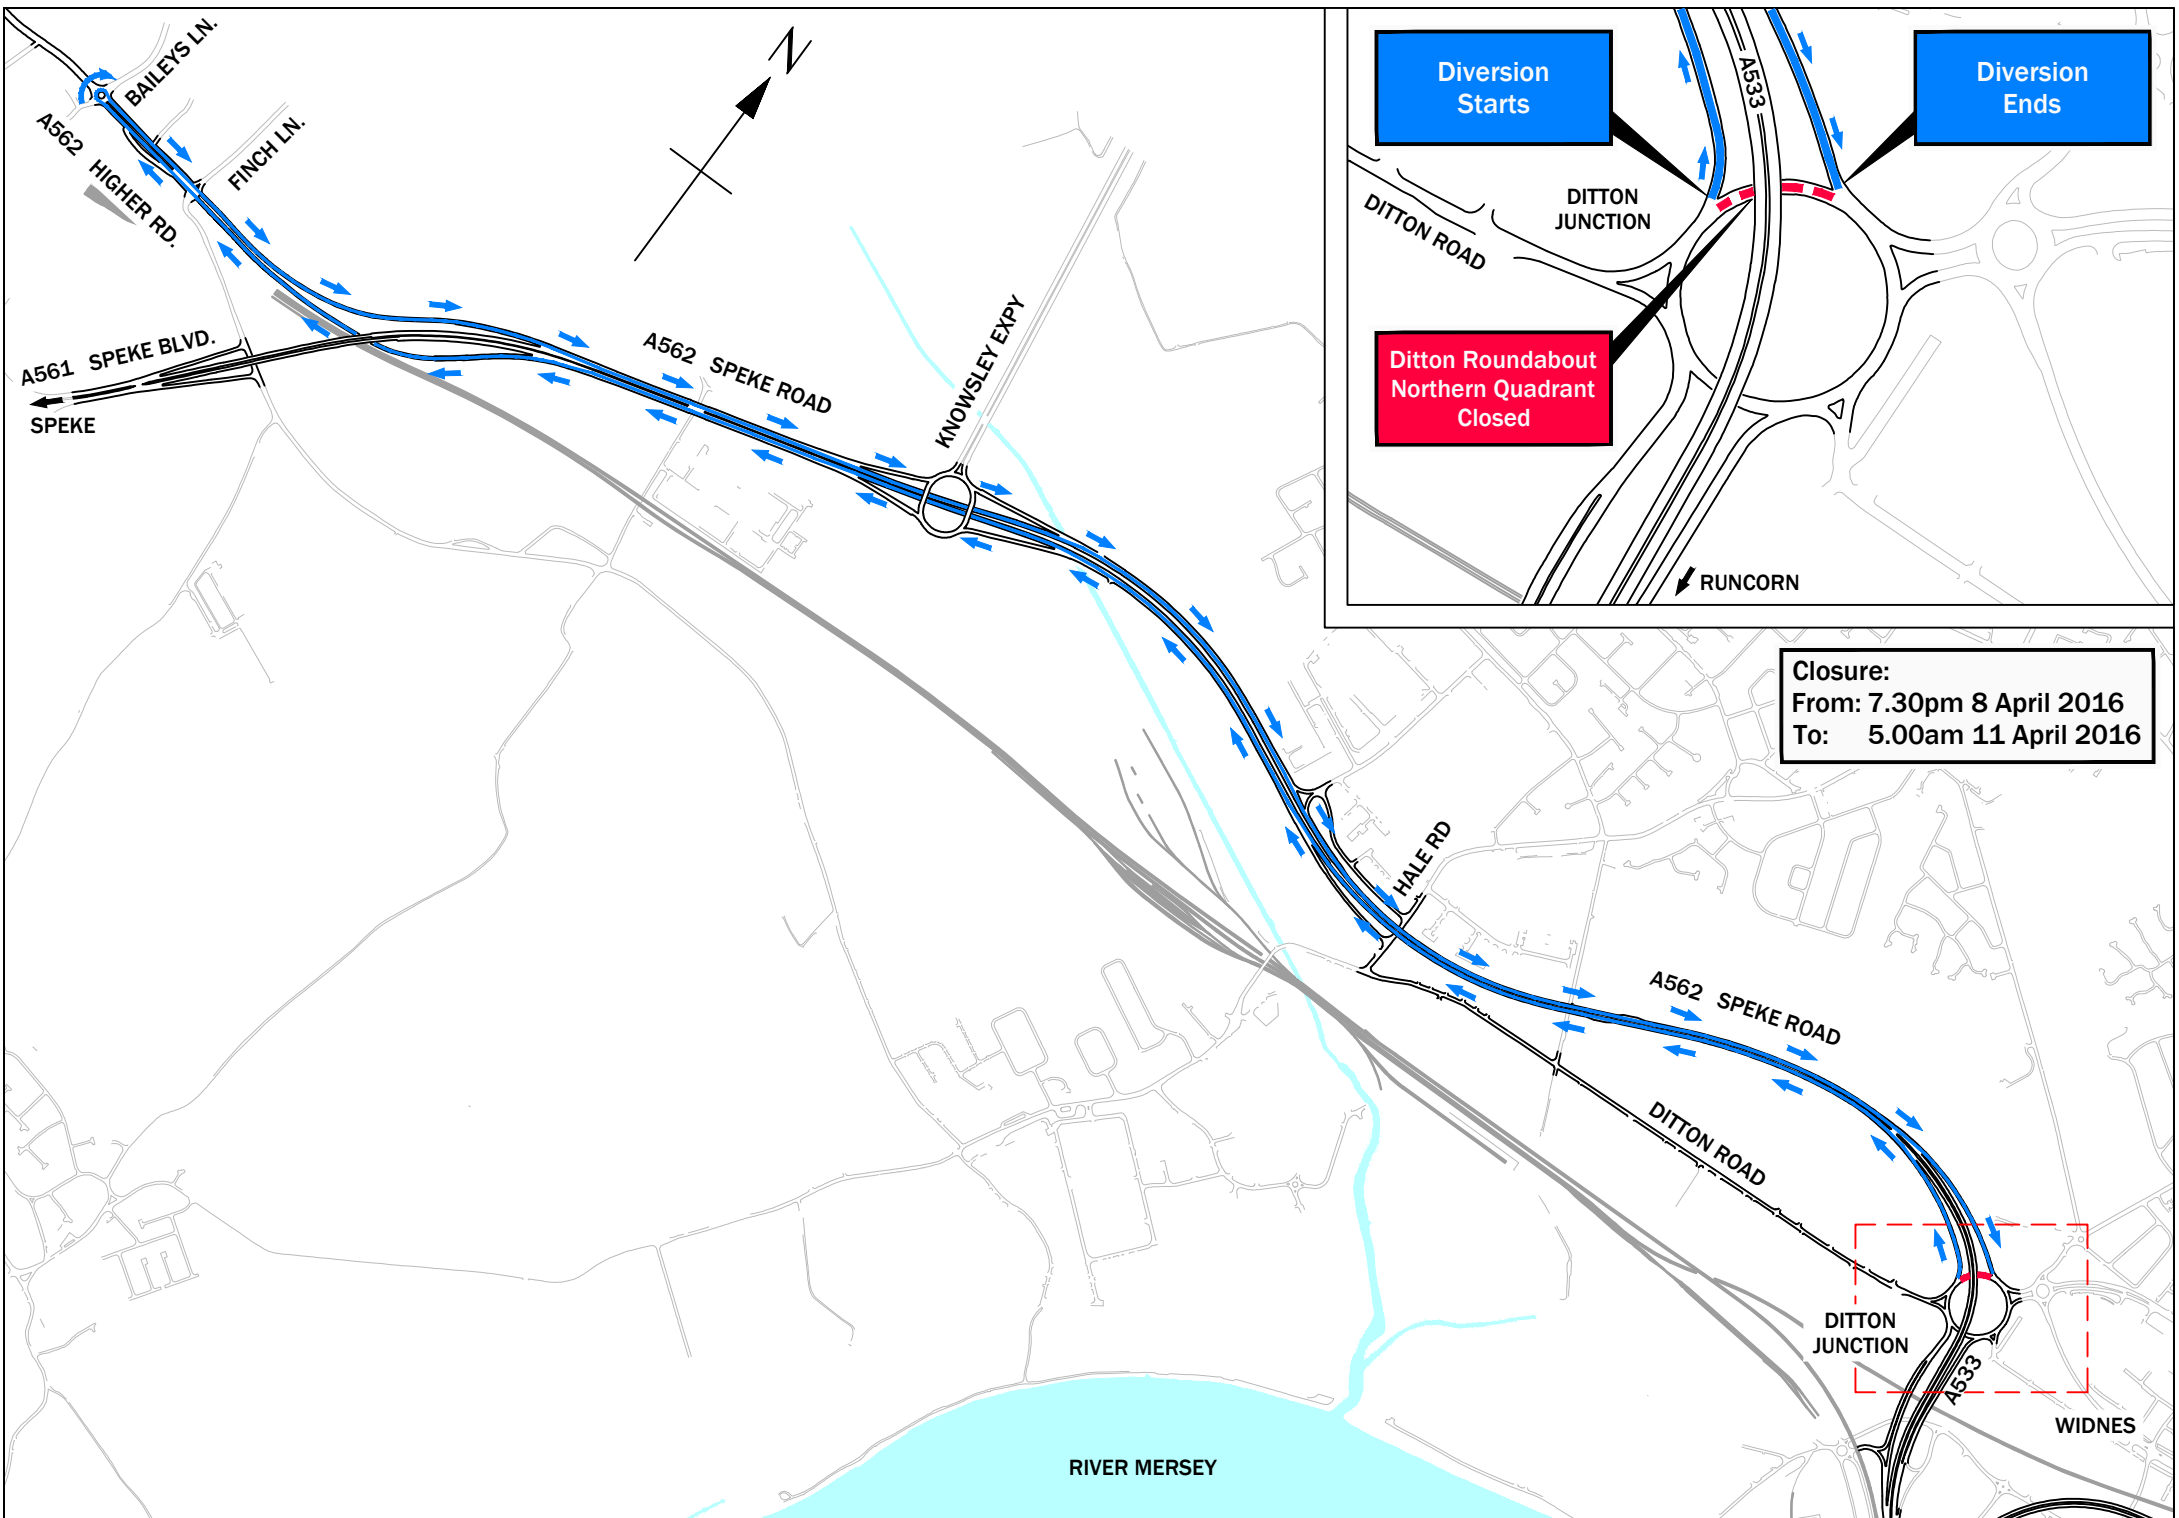 N
BAILEYS LN.
A562 HIGHER RD.
FINCH LN.
A561 SPEKE BLVD.
SPEKE
A562 SPEKE ROAD
KNOWSLEY EXPY
HALE RD
A562 SPEKE ROAD
DITTON ROAD
DITTON
JUNCTION
A533
WIDNES
RIVER MERSEY
Diversion
Starts
A533
Diversion
Ends
DITTON
JUNCTION
DITTON ROAD
Ditton Roundabout
Northern Quadrant
Closed
RUNCORN
Closure:
From: 7.30pm 8 April 2016
To: 5.00am 11 April 2016